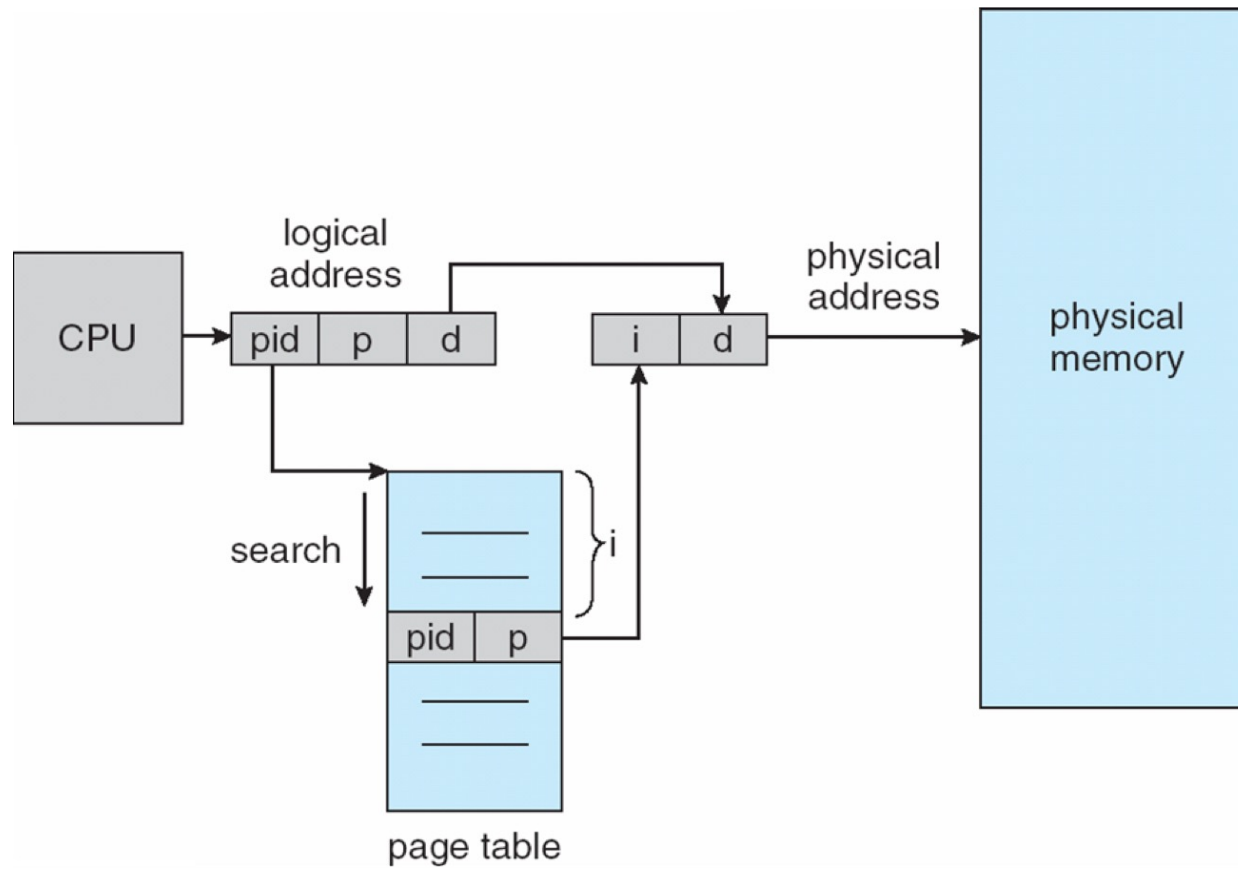 logical
address
physical
address
CPU
pid p d
i d
physical
memory
search
i
pid p
page table